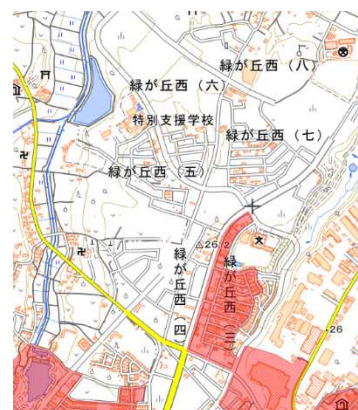 緑が丘西（八）
緑が丘西（六）
特別支援学校
緑が丘西（七）
緑が丘西（五）
26.2
緑が丘西（四）
緑が丘西（三）
26